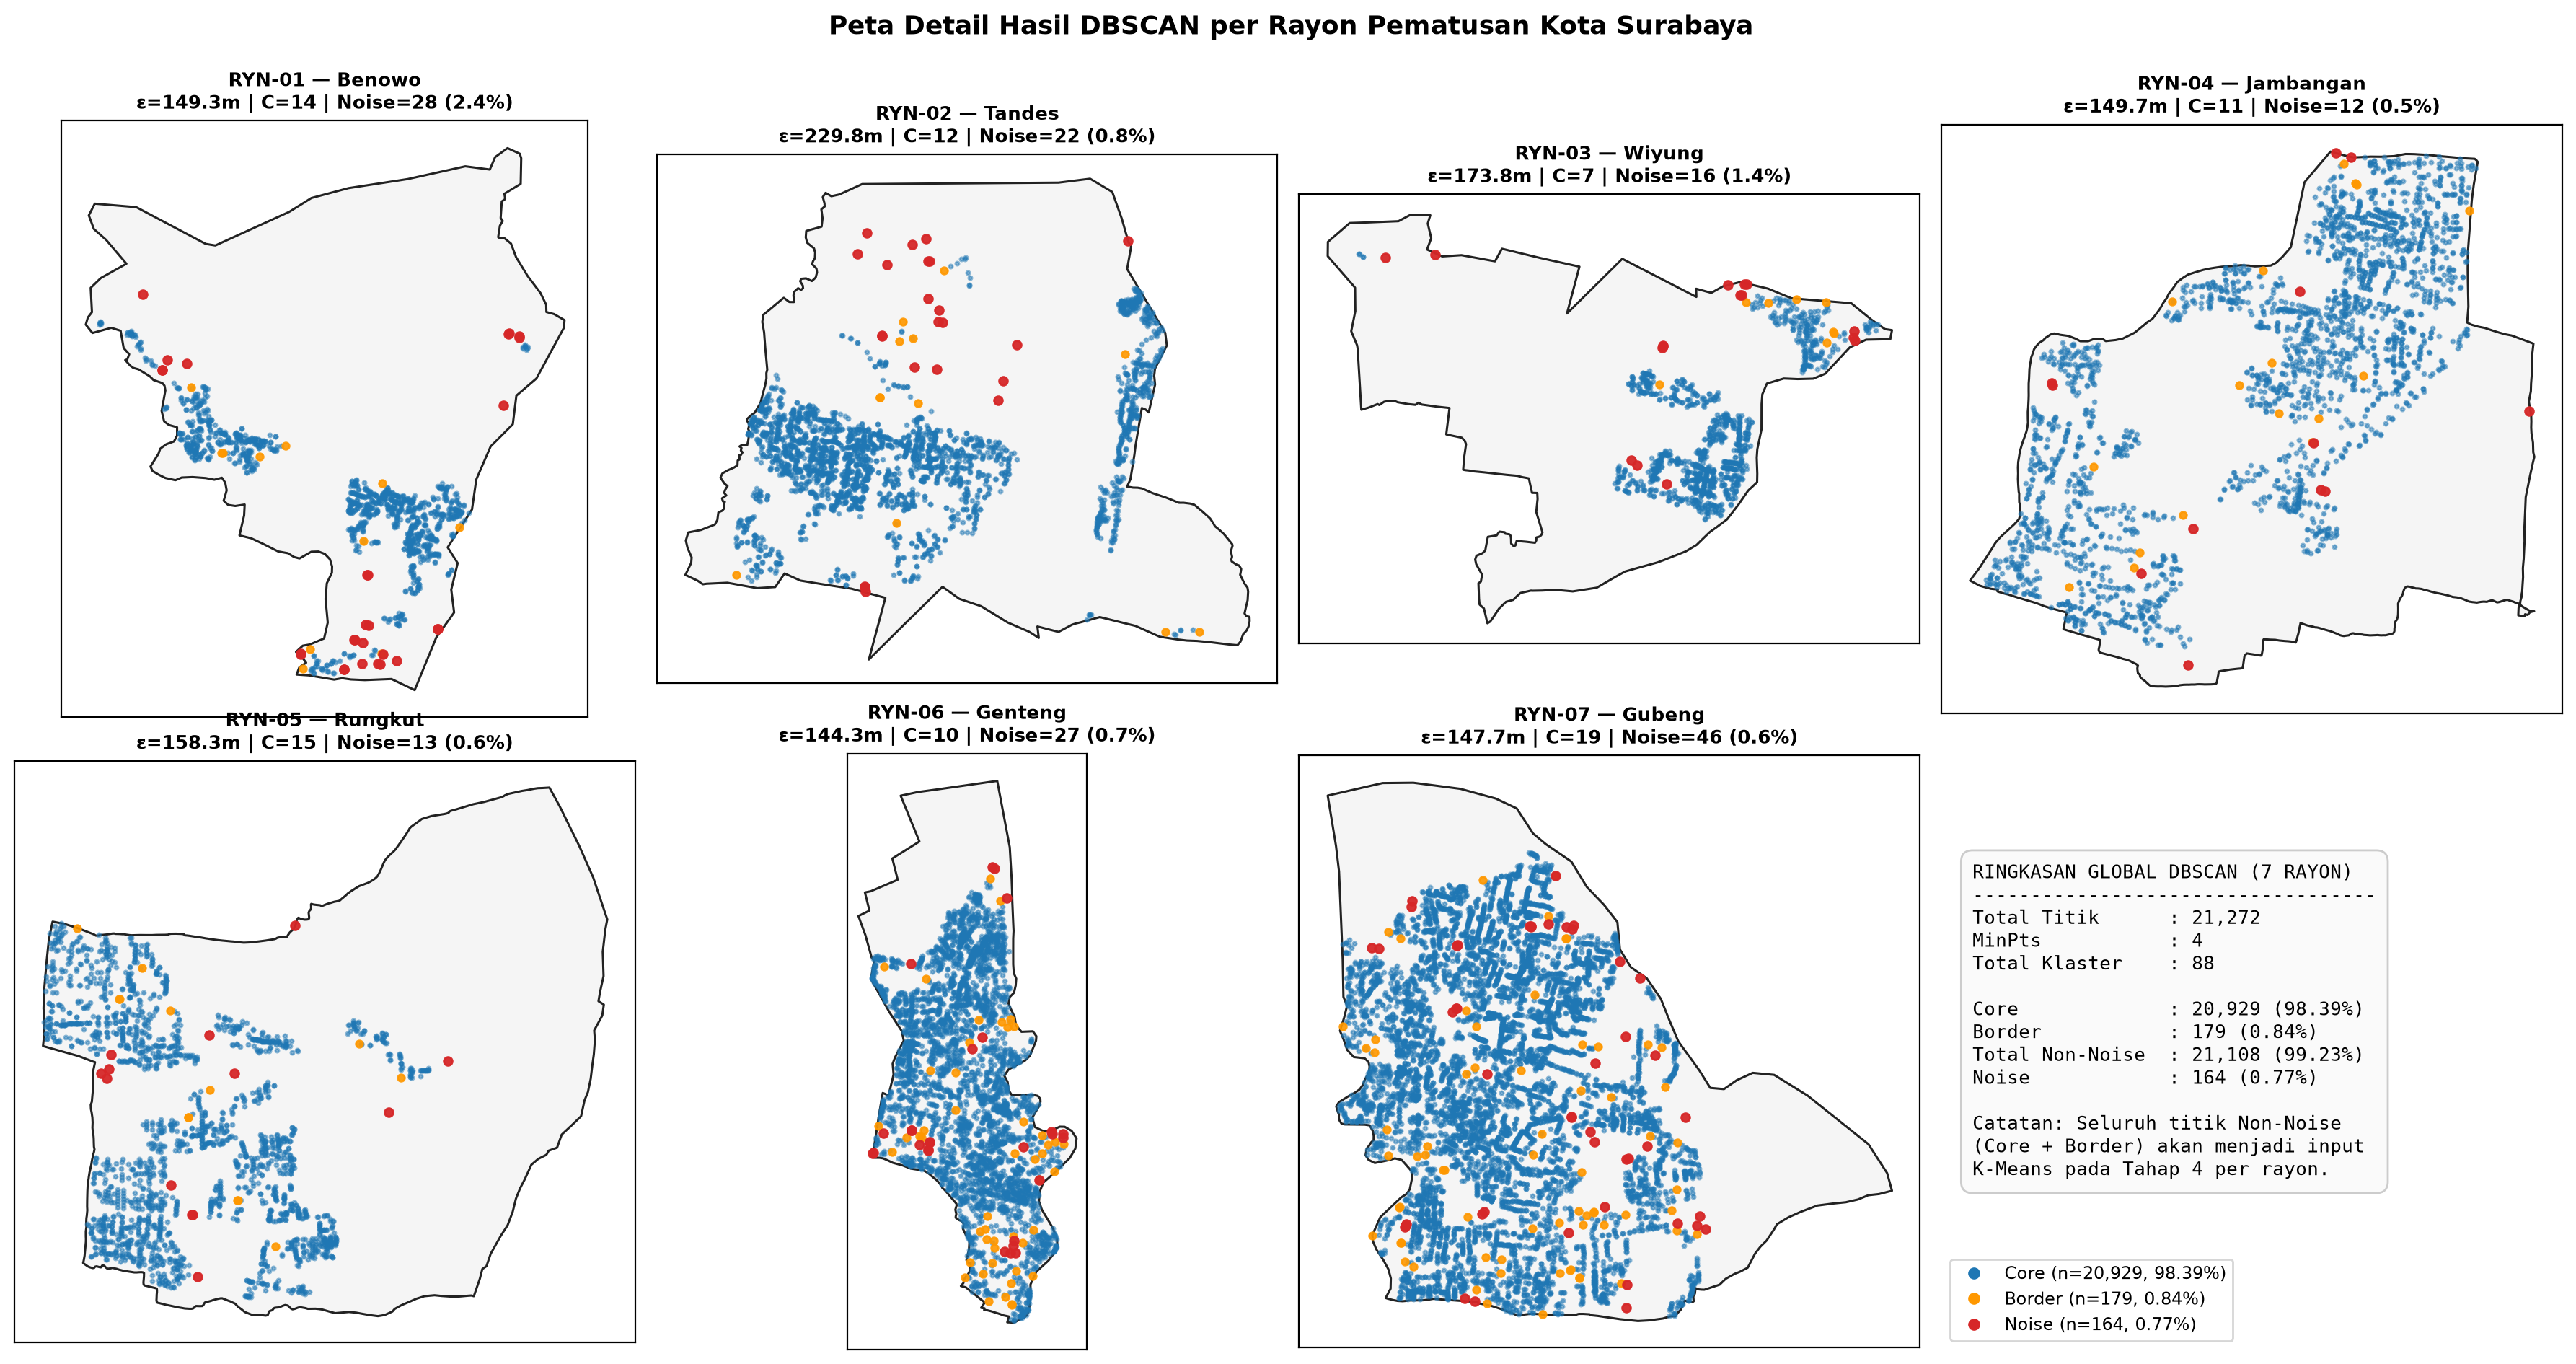 Peta Detail Hasil DBSCAN per Rayon Pematusan Kota Surabaya
RYN-01 — Benowo
ε=149.3m | C=14 | Noise=28 (2.4%)
RYN-02 — Tandes
ε=229.8m | C=12 | Noise=22 (0.8%)
RYN-03 — Wiyung
ε=173.8m | C=7 | Noise=16 (1.4%)
RYN-04 — Jambangan
ε=149.7m | C=11 | Noise=12 (0.5%)
RYN-05 — Rungkut
ε=158.3m | C=15 | Noise=13 (0.6%)
RYN-06 — Genteng
ε=144.3m | C=10 | Noise=27 (0.7%)
RYN-07 — Gubeng
ε=147.7m | C=19 | Noise=46 (0.6%)
RINGKASAN GLOBAL DBSCAN (7 RAYON)
-----------------------------------
Total Titik : 21,272
MinPts : 4
Total Klaster : 88
Core : 20,929 (98.39%)
Border : 179 (0.84%)
Total Non-Noise : 21,108 (99.23%)
Noise : 164 (0.77%)
Catatan: Seluruh titik Non-Noise
(Core + Border) akan menjadi input
K-Means pada Tahap 4 per rayon.
Core (n=20,929, 98.39%)
Border (n=179, 0.84%)
Noise (n=164, 0.77%)